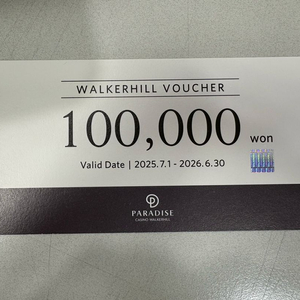 WALKERHILL VOUCHER
100,000 won
Valid Date | 2025.7.1 - 2026.6.30
PARADISE
CASINO WALKERHILL